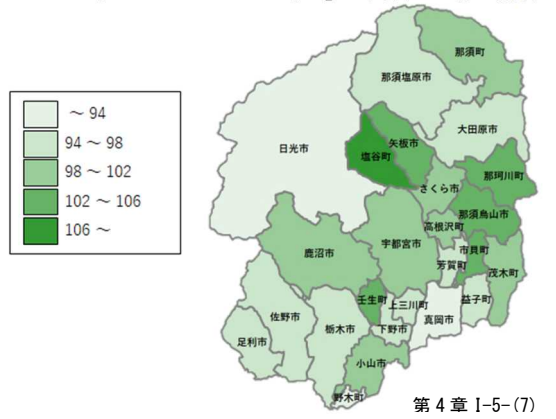 ～ 94
94 ～ 98
98 ～ 102
102 ～ 106
106 ～
那須町
那須塩原市
大田原市
日光市
矢板市
塩谷町
那珂川町
さくら市
那須烏山市
高根沢町
宇都宮市
市貝町
鹿沼市
芳賀町
茂木町
壬生町
上三川町
益子町
佐野市
栃木市
下野市
真岡市
足利市
小山市
野木町
第４章 Ⅰ-5-(7)